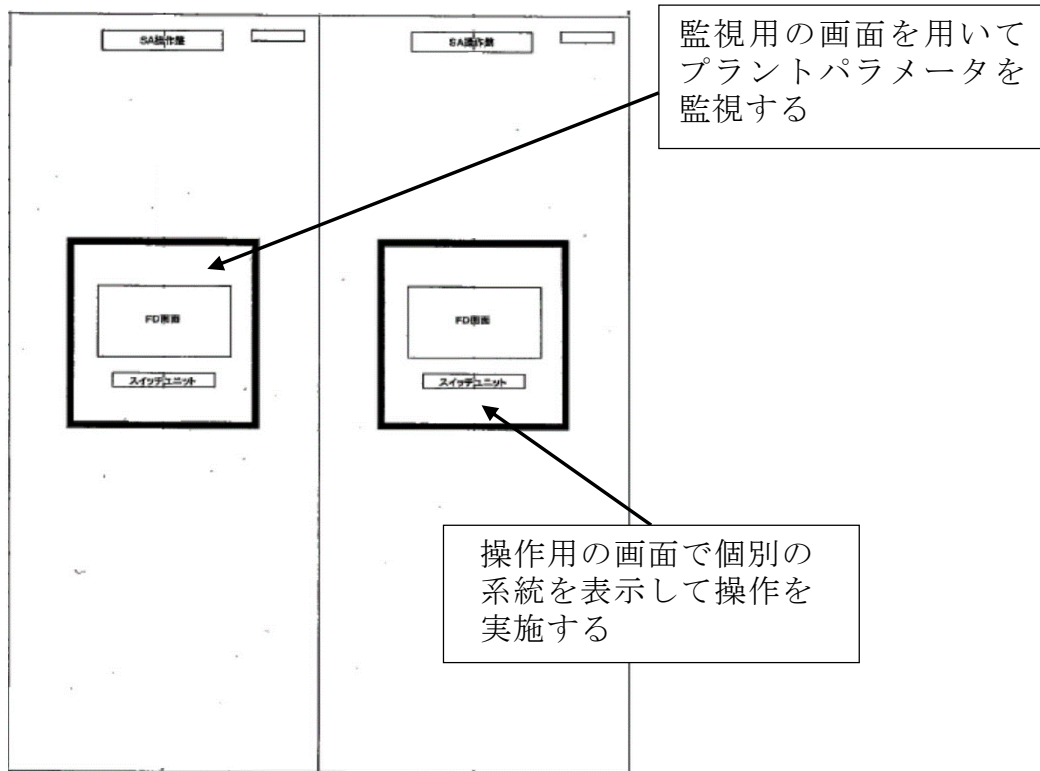 SA操作盤
SA操作盤
監視用の画面を用いて
プラントパラメータを
監視する
FD画面
スイッチユニット
FD画面
スイッチユニット
操作用の画面で個別の
系統を表示して操作を
実施する